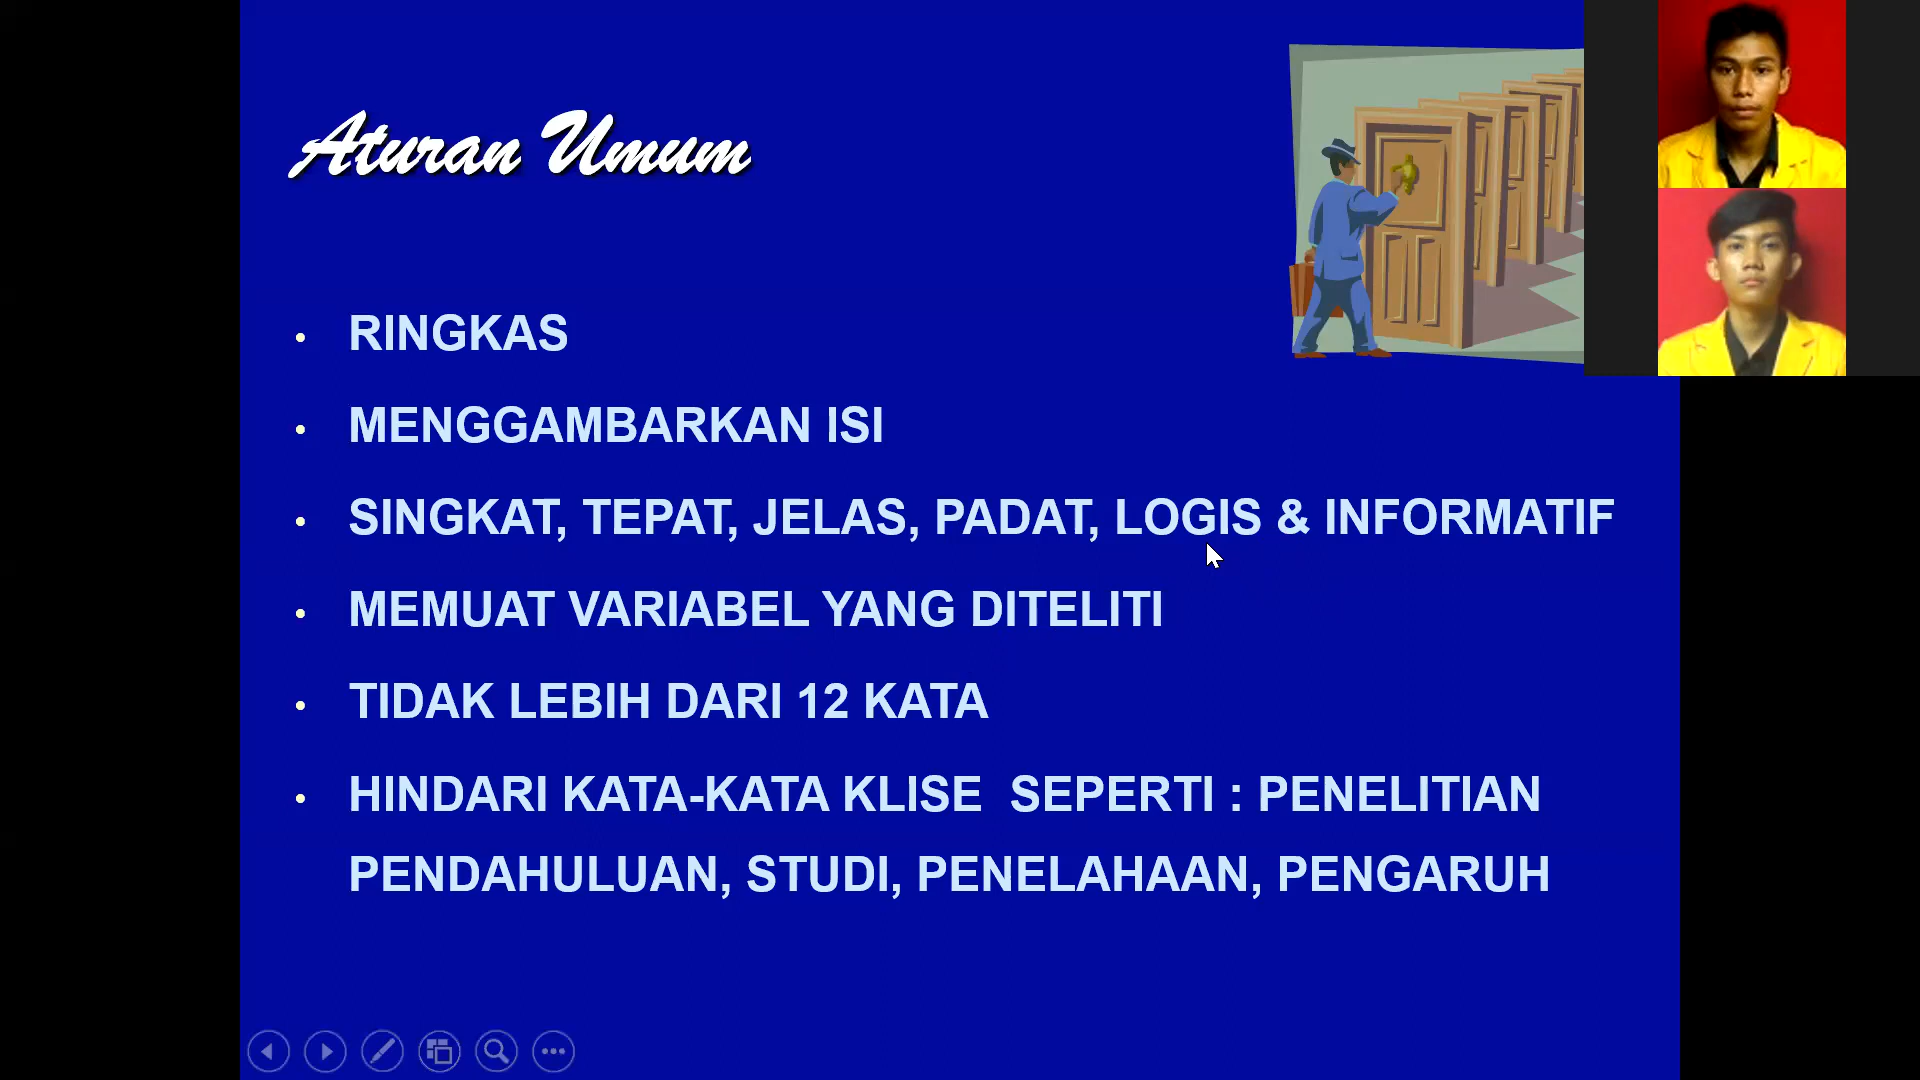 Aturan Umum
• RINGKAS
• MENGGAMBARKAN ISI
• SINGKAT, TEPAT, JELAS, PADAT, LOGIS & INFORMATIF
• MEMUAT VARIABEL YANG DITELITI
• TIDAK LEBIH DARI 12 KATA
• HINDARI KATA-KATA KLISE  SEPERTI : PENELITIAN
PENDAHULUAN, STUDI, PENELAHAAN, PENGARUH